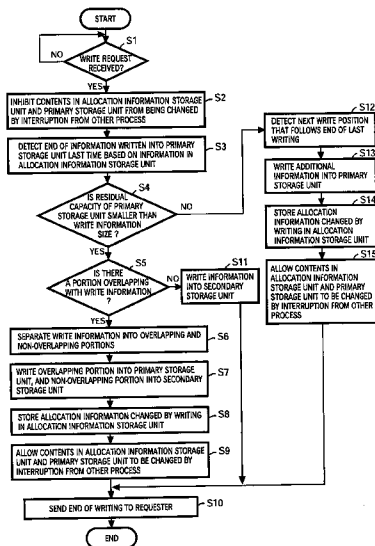 START
S1
NO
WRITE REQUEST
RECEIVED?
YES
S2
INHIBIT CONTENTS IN ALLOCATION INFORMATION STORAGE
UNIT AND PRIMARY STORAGE UNIT FROM BEING CHANGED
BY INTERRUPTION FROM OTHER PROCESS
S3
DETECT END OF INFORMATION WRITTEN INTO PRIMARY
STORAGE UNIT LAST TIME BASED ON INFORMATION IN
ALLOCATION INFORMATION STORAGE UNIT
S4
IS RESIDUAL
CAPACITY OF PRIMARY
STORAGE UNIT SMALLER THAN
WRITE INFORMATION
SIZE ?
NO
YES
S5
IS THERE
A PORTION OVERLAPPING
WITH WRITE INFORMATION
?
NO
YES
S11
WRITE INFORMATION
INTO SECONDARY
STORAGE UNIT
S6
SEPARATE WRITE INFORMATION INTO OVERLAPPING AND
NON-OVERLAPPING PORTIONS
S7
WRITE OVERLAPPING PORTION INTO PRIMARY STORAGE
UNIT, AND NON-OVERLAPPING PORTION INTO SECONDARY
STORAGE UNIT
S8
STORE ALLOCATION INFORMATION CHANGED BY WRITING
IN ALLOCATION INFORMATION STORAGE UNIT
S9
ALLOW CONTENTS IN ALLOCATION INFORMATION STORAGE
UNIT AND PRIMARY STORAGE UNIT TO BE CHANGED BY
INTERRUPTION FROM OTHER PROCESS
S12
DETECT NEXT WRITE POSITION
THAT FOLLOWS END OF LAST
WRITING
S13
WRITE ADDITIONAL
INFORMATION INTO PRIMARY
STORAGE UNIT
S14
STORE ALLOCATION
INFORMATION CHANGED BY
WRITING IN ALLOCATION
INFORMATION STORAGE UNIT
S15
ALLOW CONTENTS IN
ALLOCATION INFORMATION
STORAGE UNIT AND PRIMARY
STORAGE UNIT TO BE CHANGED
BY INTERRUPTION FROM OTHER
PROCESS
S10
SEND END OF WRITING TO REQUESTER
END